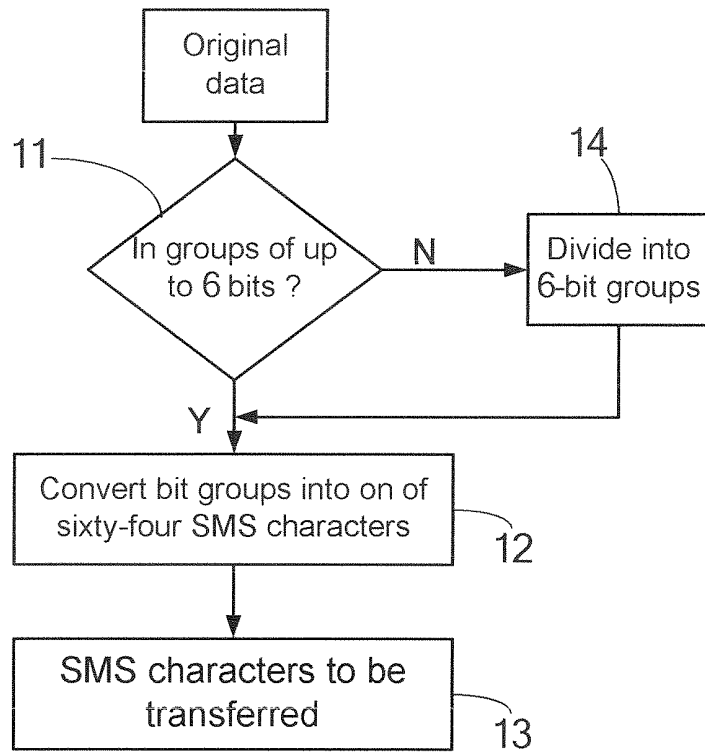 Original
data
11
14
In groups of up
to 6 bits ?
N
Divide into
6-bit groups
Y
Convert bit groups into on of
sixty-four SMS characters
12
SMS characters to be
transferred
13